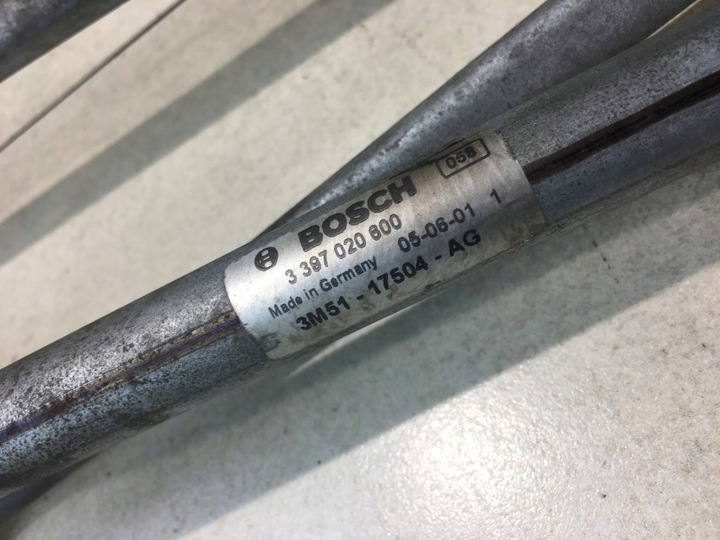 058
BOSCH
3 397 020 600
Made in Germany 05-06-01 1
3M51 - 17504 - AG